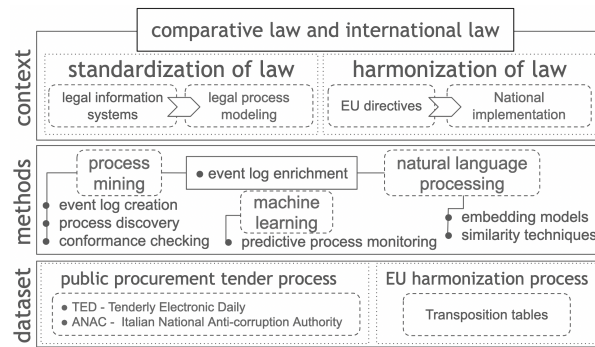 comparative law and international law
context
standardization of law
legal information
systems
legal process
modeling
harmonization of law
EU directives
National
implementation
methods
process
mining
event log enrichment
natural language
processing
event log creation
process discovery
conformance checking
machine
learning
predictive process monitoring
embedding models
similarity techniques
dataset
public procurement tender process
TED - Tenderly Electronic Daily
ANAC - Italian National Anti-corruption Authority
EU harmonization process
Transposition tables